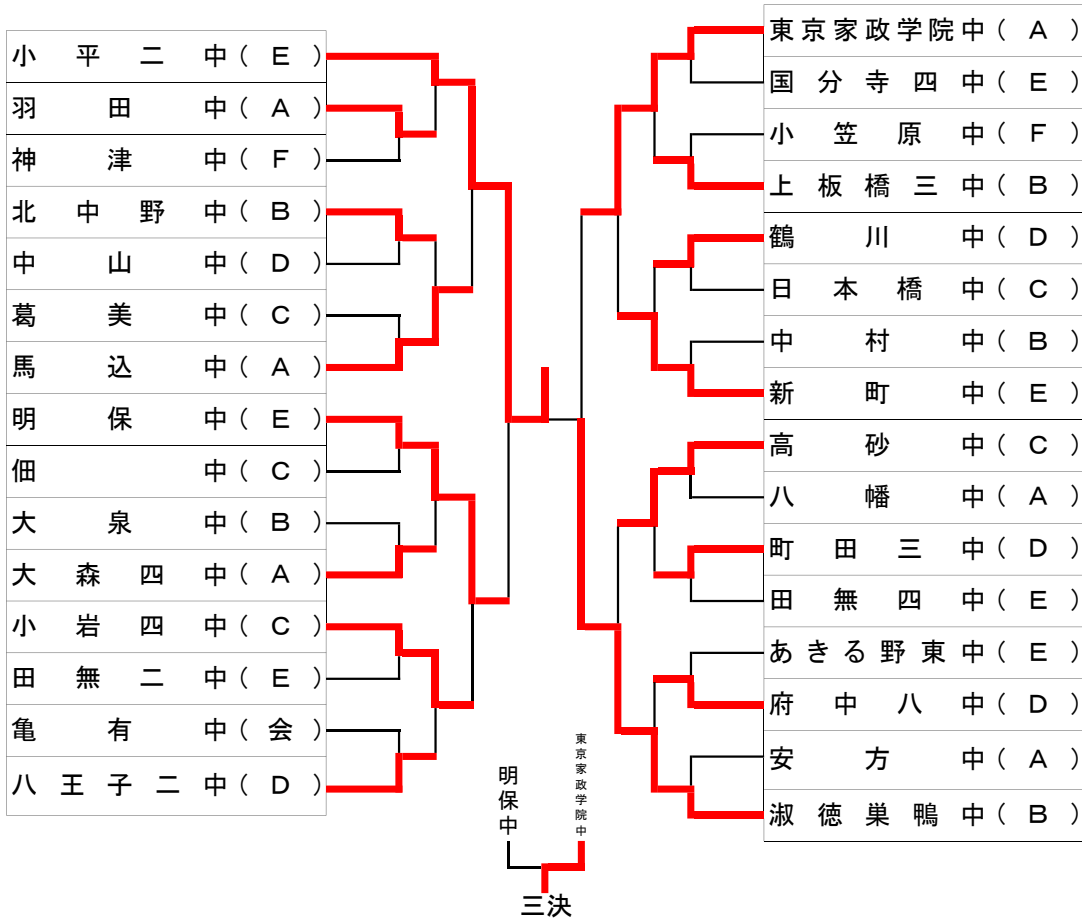 小平二中(E)
羽田中(A)
神津中(F)
北中野中(B)
中山中(D)
葛美中(C)
馬込中(A)
明保中(E)
佃中(C)
大泉中(B)
大森四中(A)
小岩四中(C)
田無二中(E)
亀有中(会)
八王子二中(D)
東京家政学院中(A)
国分寺四中(E)
小笠原中(F)
上板橋三中(B)
鶴川中(D)
日本橋中(C)
中村中(B)
新町中(E)
高砂中(C)
八幡中(A)
町田三中(D)
田無四中(E)
あきる野東中(E)
府中八中(D)
安方中(A)
淑徳巣鴨中(B)
明保中
東京家政学院中
三決